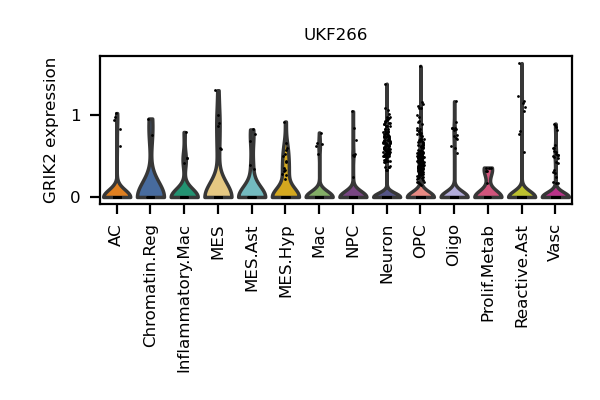 UKF266
GRIK2 expression
1
0
AC
Chromatin.Reg
Inflammatory.Mac
MES
MES.Ast
MES.Hyp
Mac
NPC
Neuron
OPC
Oligo
Prolif.Metab
Reactive.Ast
Vasc